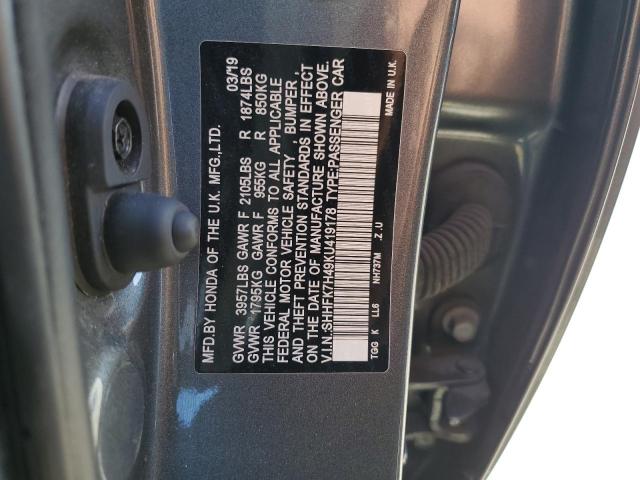 MFD.BY HONDA OF THE U.K. MFG.,LTD. 03/19
GVWR 3957LBS GAWR F 2105LBS R 1874LBS
GVWR 1795KG GAWR F 955KG R 850KG
THIS VEHICLE CONFORMS TO ALL APPLICABLE
FEDERAL MOTOR VEHICLE SAFETY , BUMPER,
AND THEFT PREVENTION STANDARDS IN EFFECT
ON THE DATE OF MANUFACTURE SHOWN ABOVE.
V.I.N.:SHHFK7H49KU419178 TYPE:PASSENGER CAR
TGG K LL6 NH737M .Z.U MADE IN U.K.